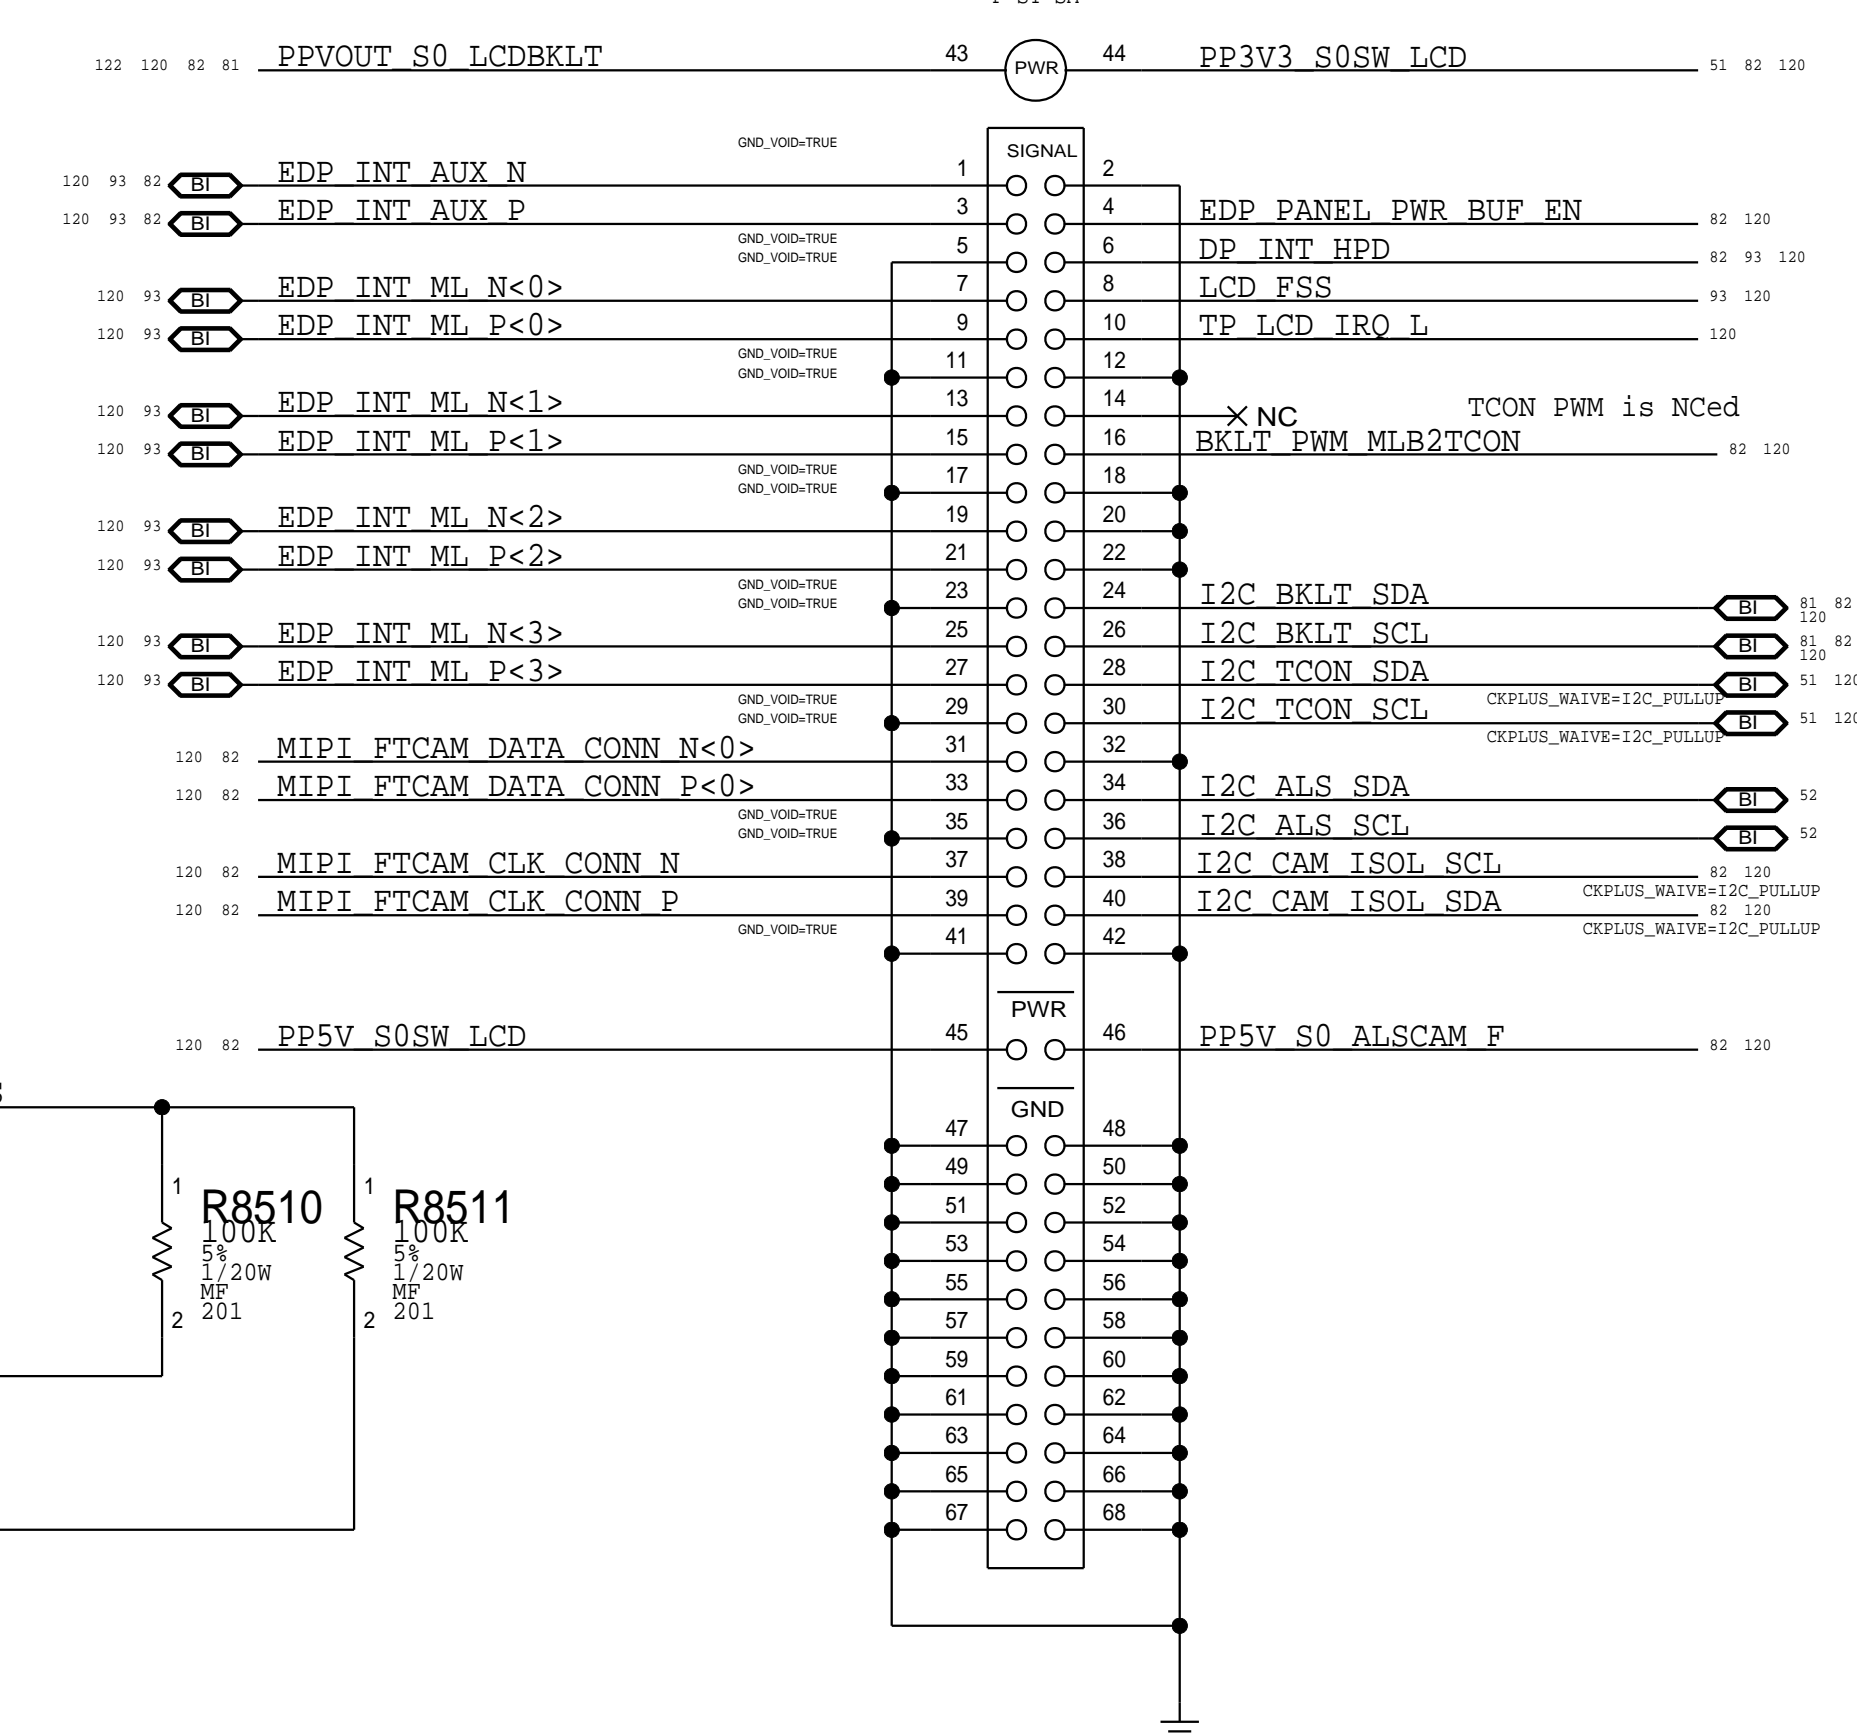 122 120 82 81 PPVOUT_S0_LCDBKLT 43 PWR 44 PP3V3_S0SW_LCD 51 82 120
GND_VOID=TRUE
SIGNAL
120 93 82 BI EDP_INT_AUX_N 1 2
120 93 82 BI EDP_INT_AUX_P 3 4 EDP_PANEL_PWR_BUF_EN 82 120
GND_VOID=TRUE
GND_VOID=TRUE
5 6 DP_INT_HPD 82 93 120
120 93 BI EDP_INT_ML_N<0> 7 8 LCD_FSS 93 120
120 93 BI EDP_INT_ML_P<0> 9 10 TP_LCD_IRQ_L 120
GND_VOID=TRUE
GND_VOID=TRUE
11 12
120 93 BI EDP_INT_ML_N<1> 13 14 NC TCON PWM is NCed
120 93 BI EDP_INT_ML_P<1> 15 16 BKLT_PWM_MLB2TCON 82 120
GND_VOID=TRUE
GND_VOID=TRUE
17 18
120 93 BI EDP_INT_ML_N<2> 19 20
120 93 BI EDP_INT_ML_P<2> 21 22
GND_VOID=TRUE
GND_VOID=TRUE
23 24 I2C_BKLT_SDA BI 81 82
120
120 93 BI EDP_INT_ML_N<3> 25 26 I2C_BKLT_SCL BI 81 82
120
120 93 BI EDP_INT_ML_P<3> 27 28 I2C_TCON_SDA BI 51 120
GND_VOID=TRUE CKPLUS_WAIVE=I2C_PULLUP
GND_VOID=TRUE
29 30 I2C_TCON_SCL BI 51 120
CKPLUS_WAIVE=I2C_PULLUP
120 82 MIPI_FTCAM_DATA_CONN_N<0> 31 32
120 82 MIPI_FTCAM_DATA_CONN_P<0> 33 34 I2C_ALS_SDA BI 52
GND_VOID=TRUE
GND_VOID=TRUE
35 36 I2C_ALS_SCL BI 52
120 82 MIPI_FTCAM_CLK_CONN_N 37 38 I2C_CAM_ISOL_SCL 82 120
CKPLUS_WAIVE=I2C_PULLUP
120 82 MIPI_FTCAM_CLK_CONN_P 39 40 I2C_CAM_ISOL_SDA 82 120
GND_VOID=TRUE CKPLUS_WAIVE=I2C_PULLUP
41 42
PWR
120 82 PP5V_S0SW_LCD 45 46 PP5V_S0_ALSCAM_F 82 120
GND
47 48
49 50
51 52
53 54
55 56
57 58
59 60
61 62
63 64
65 66
67 68
1
R8510
100K
5%
1/20W
MF
201
2
1
R8511
100K
5%
1/20W
MF
201
2